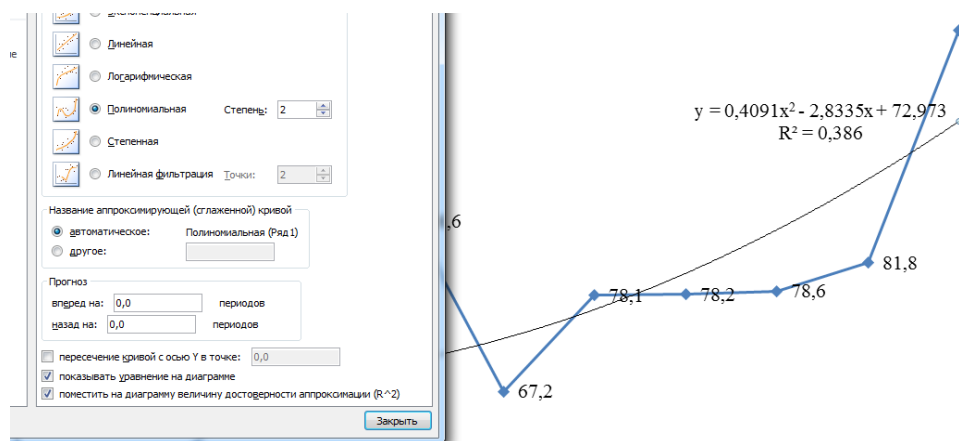 Экспоненциальная
Линейная
Логарифмическая
Полиномиальная Степень: 2
Степенная
Линейная фильтрация Точки: 2
Название аппроксимирующей (сглаженной) кривой
автоматическое: Полиномиальная (Ряд1)
другое:
Прогноз
вперед на: 0,0 периодов
назад на: 0,0 периодов
пересечение кривой с осью Y в точке: 0,0
показывать уравнение на диаграмме
поместить на диаграмму величину достоверности аппроксимации (R^2)
Закрыть
y = 0,4091x² - 2,8335x + 72,973
R² = 0,386
,6
67,2
78,1
78,2
78,6
81,8